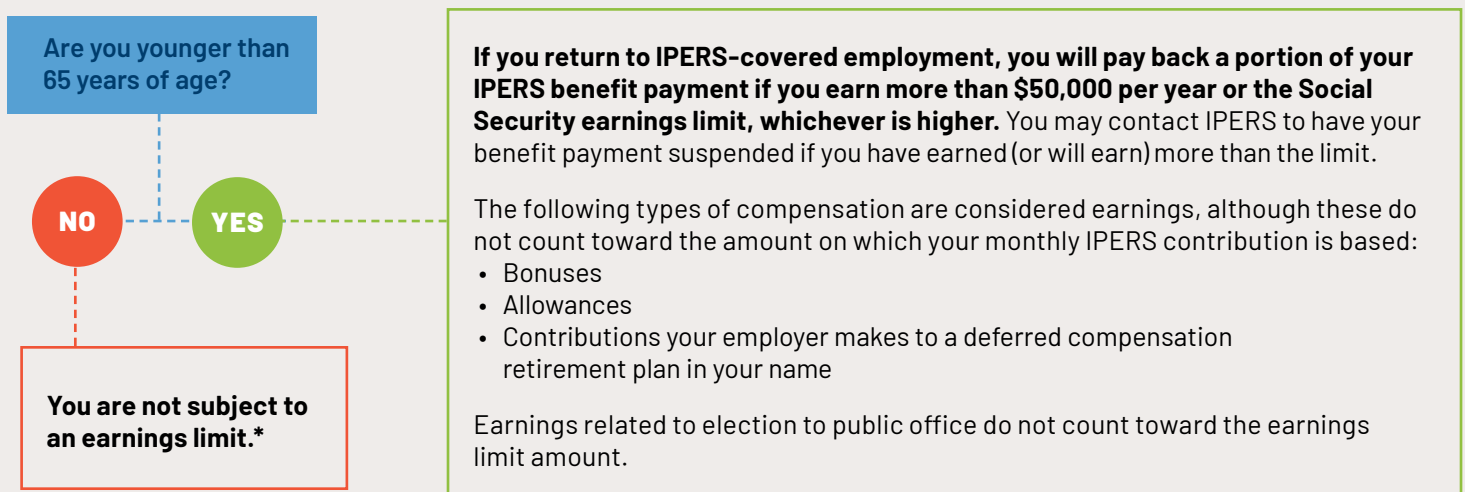 Are you younger than
65 years of age?
NO
YES
You are not subject to
an earnings limit.*
If you return to IPERS-covered employment, you will pay back a portion of your
IPERS benefit payment if you earn more than $50,000 per year or the Social
Security earnings limit, whichever is higher. You may contact IPERS to have your
benefit payment suspended if you have earned (or will earn) more than the limit.
The following types of compensation are considered earnings, although these do
not count toward the amount on which your monthly IPERS contribution is based:
• Bonuses
• Allowances
• Contributions your employer makes to a deferred compensation
retirement plan in your name
Earnings related to election to public office do not count toward the earnings
limit amount.